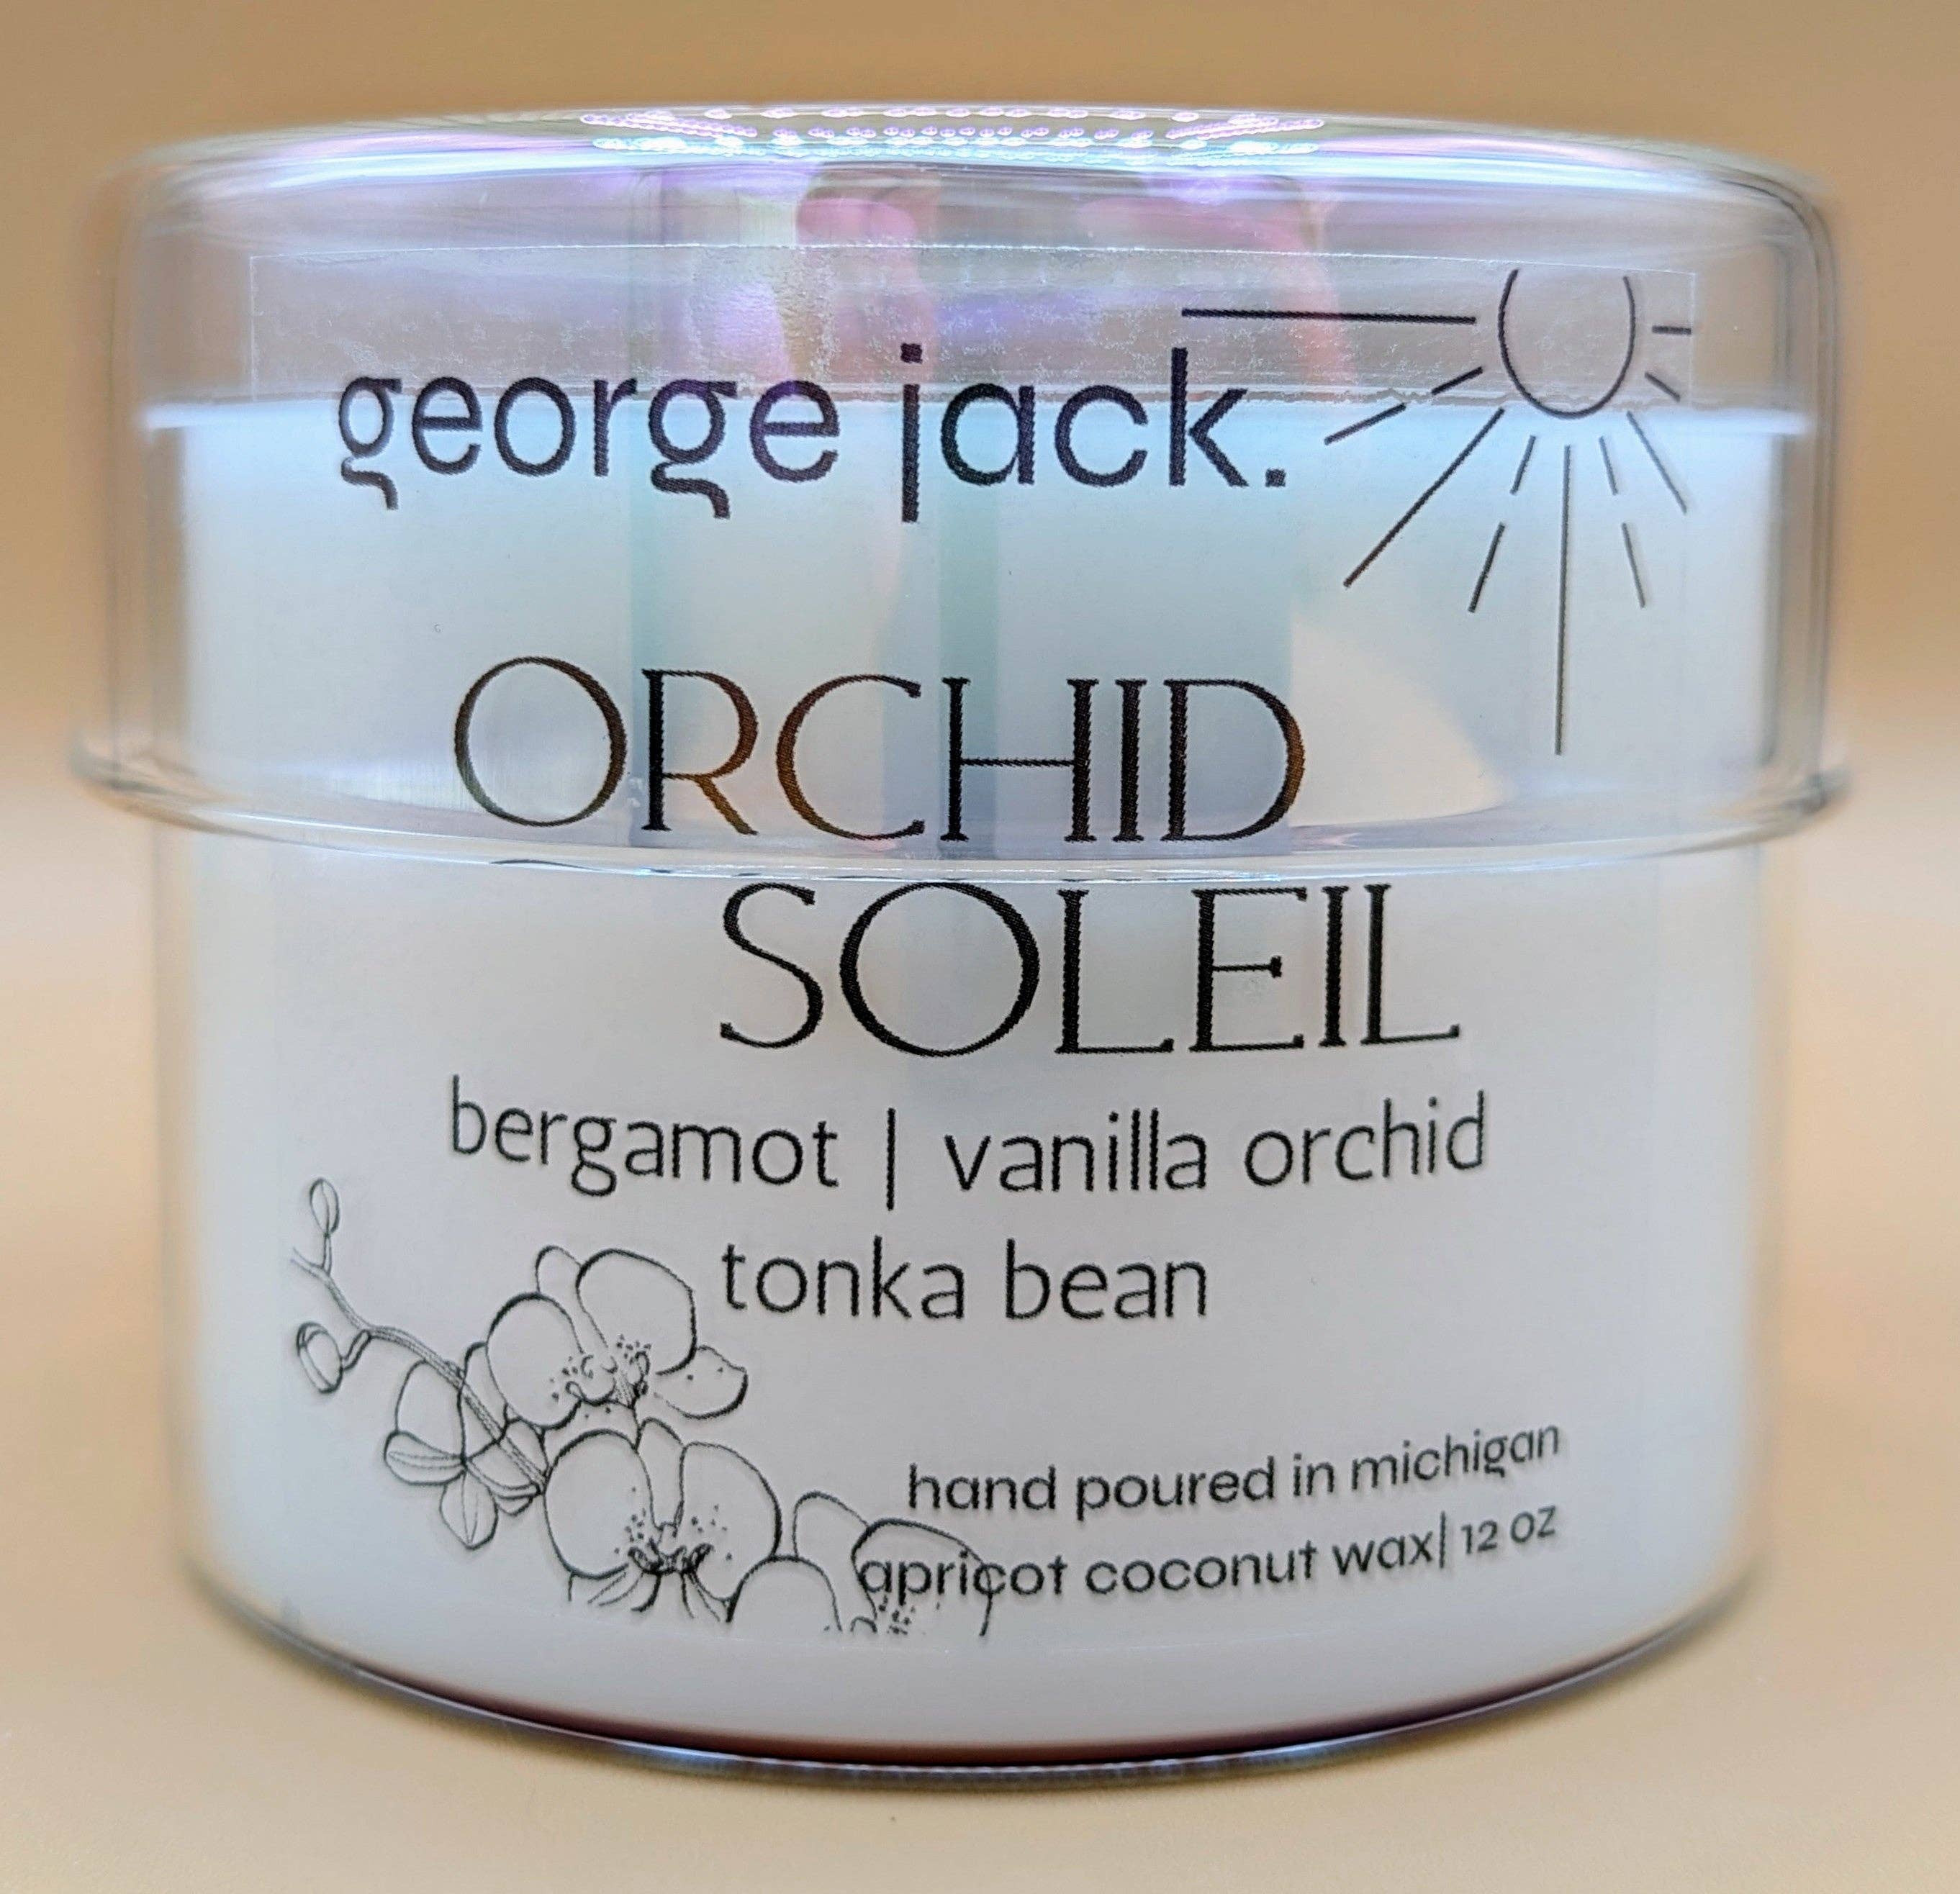 george jack.
ORCHID
SOLEIL
bergamot | vanilla orchid
tonka bean
hand poured in michigan
apricot coconut wax| 12 oz